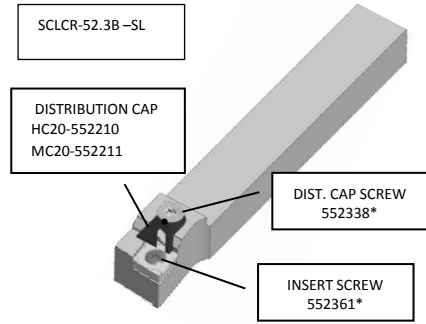 SCLCR-52.3B –SL
DISTRIBUTION CAP
HC20-552210
MC20-552211
DIST. CAP SCREW
552338*
INSERT SCREW
552361*